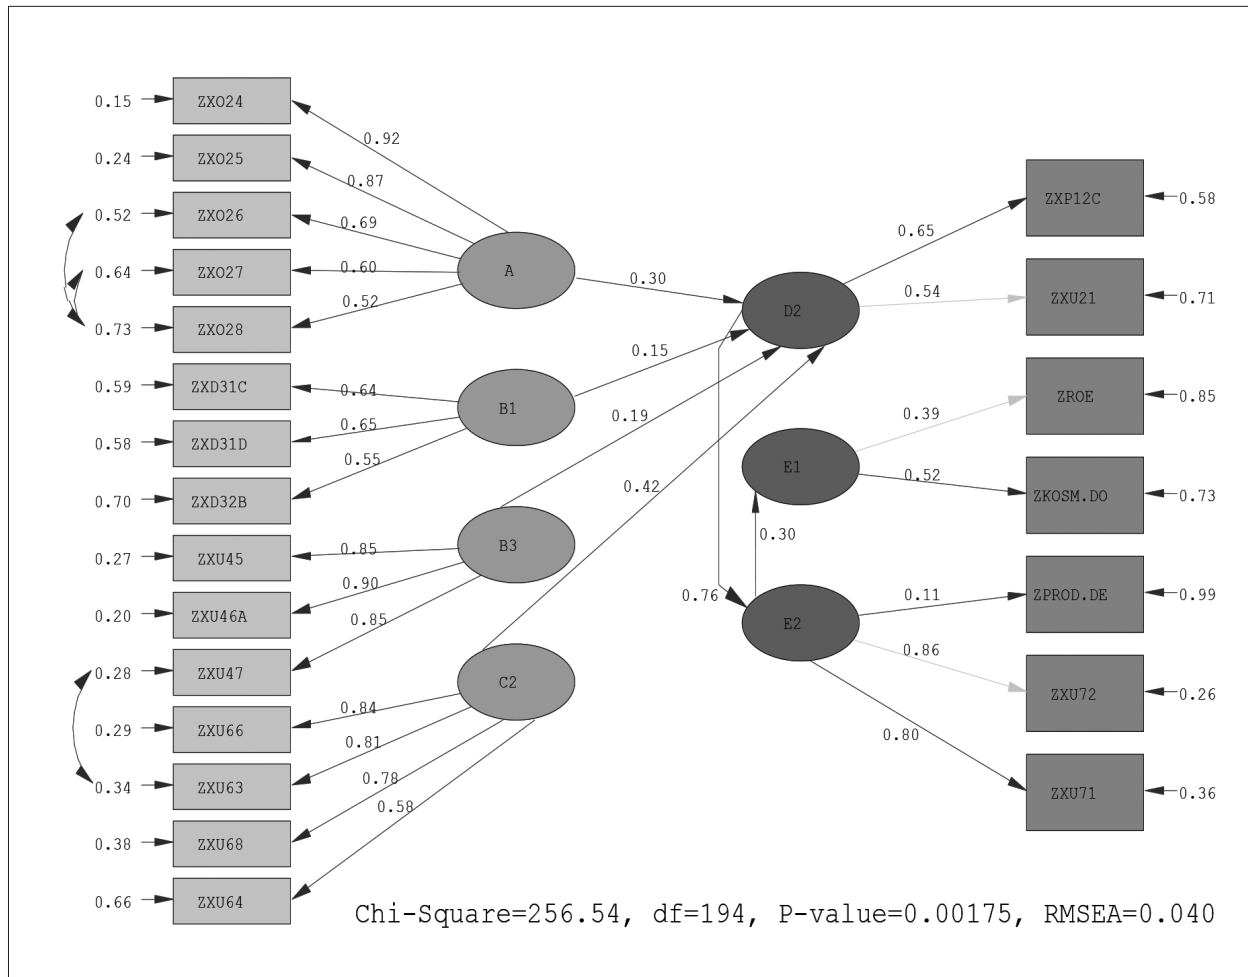 0.15 ZXO24
0.24 ZXO25
0.52 ZXO26
0.64 ZXO27
0.73 ZXO28
0.59 ZXD31C
0.58 ZXD31D
0.70 ZXD32B
0.27 ZXU45
0.20 ZXU46A
0.28 ZXU47
0.29 ZXU66
0.34 ZXU63
0.38 ZXU68
0.66 ZXU64
0.92
0.87
0.69
0.60
0.52
0.64
0.65
0.55
0.85
0.90
0.85
0.84
0.81
0.78
0.58
A
B1
B3
C2
0.30
0.15
0.19
0.42
D2
E1
E2
0.76
0.30
0.65
0.54
0.39
0.52
0.11
0.86
0.80
ZXP12C 0.58
ZXU21 0.71
ZROE 0.85
ZKOSM.DO 0.73
ZPROD.DE 0.99
ZXU72 0.26
ZXU71 0.36
Chi-Square=256.54, df=194, P-value=0.00175, RMSEA=0.040